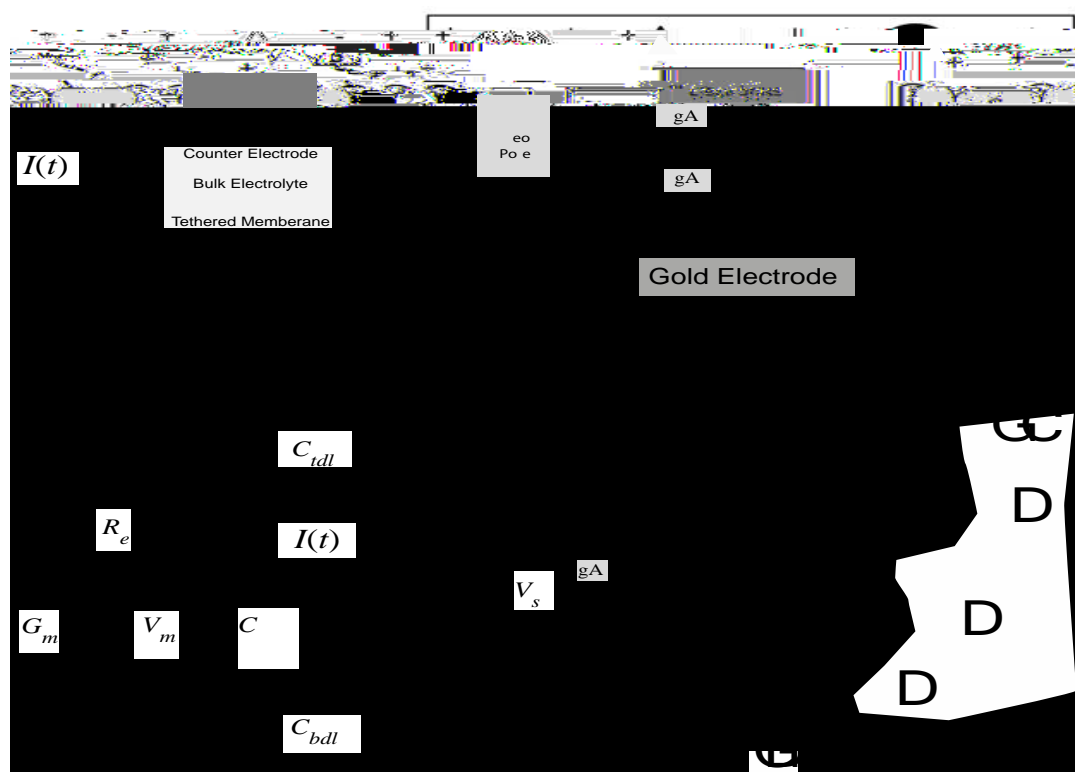 gA
eo
Po e
Counter Electrode
I(t)
Bulk Electrolyte
gA
Tethered Memberane
Gold Electrode
C_tdl
D
R_e
I(t)
gA
V_s
G_m
V_m
C
D
D
C_bdl